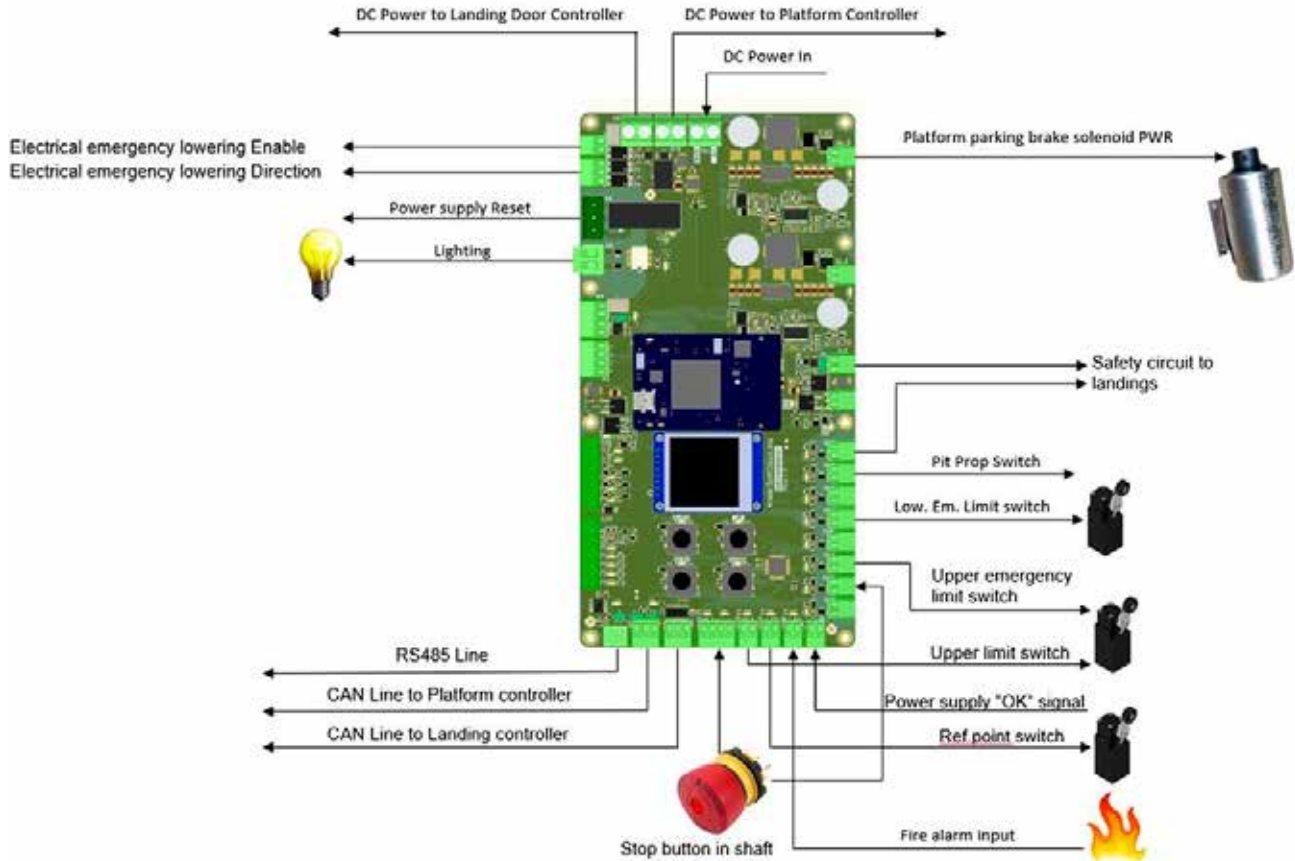 DC Power to Landing Door Controller
DC Power to Platform Controller
DC Power In
Electrical emergency lowering Enable
Electrical emergency lowering Direction
Platform parking brake solenoid PWR
Power supply Reset
Lighting
Safety circuit to
landings
Pit Prop Switch
Low. Em. Limit switch
Upper emergency
limit switch
RS485 Line
Upper limit switch
CAN Line to Platform controller
Power supply "OK" signal
CAN Line to Landing controller
Ref point switch
Fire alarm input
Stop button in shaft